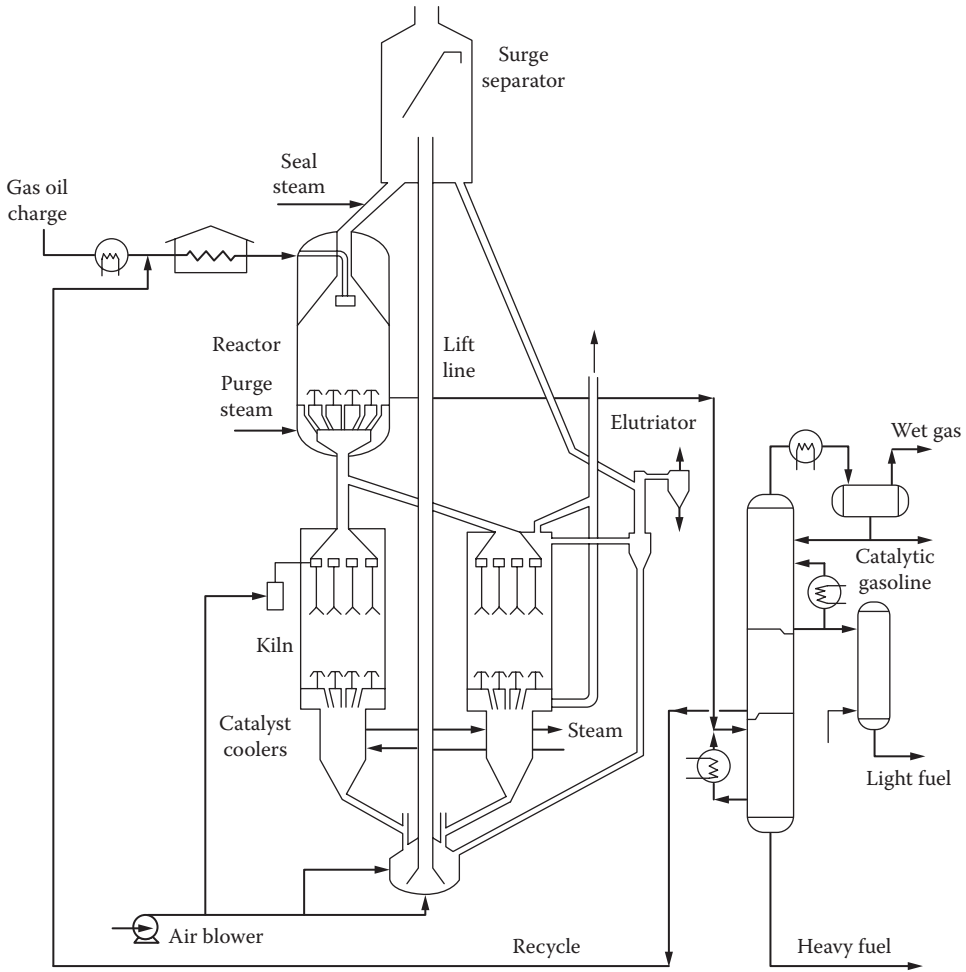 Surge
separator
Seal
steam
Gas oil
charge
Reactor
Lift
line
Purge
steam
Elutriator
Wet gas
Catalytic
gasoline
Kiln
Catalyst
coolers
Steam
Light fuel
Air blower
Recycle
Heavy fuel